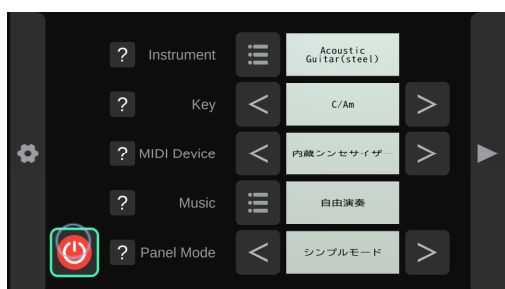 ? Instrument
Acoustic
Guitar(steel)
? Key < C/Am >
? MIDI Device < 内蔵シンセサイザー >
? Music 自由演奏
? Panel Mode < シンプルモード >